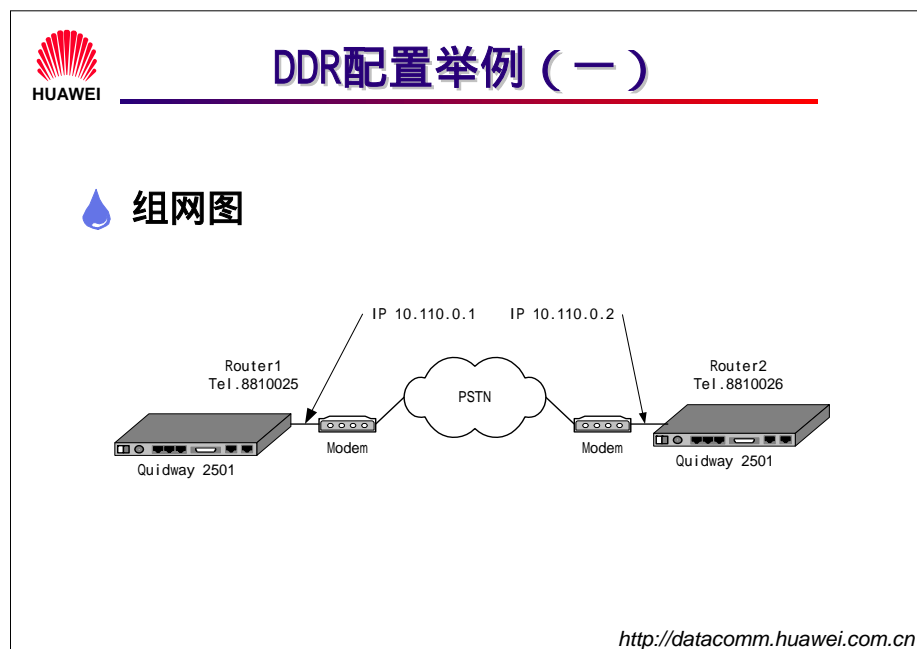 HUAWEI
DDR配置举例（一）
组网图
IP 10.110.0.1
IP 10.110.0.2
Router1
Tel.8810025
Router2
Tel.8810026
PSTN
Modem
Modem
Quidway 2501
Quidway 2501
http://datacomm.huawei.com.cn